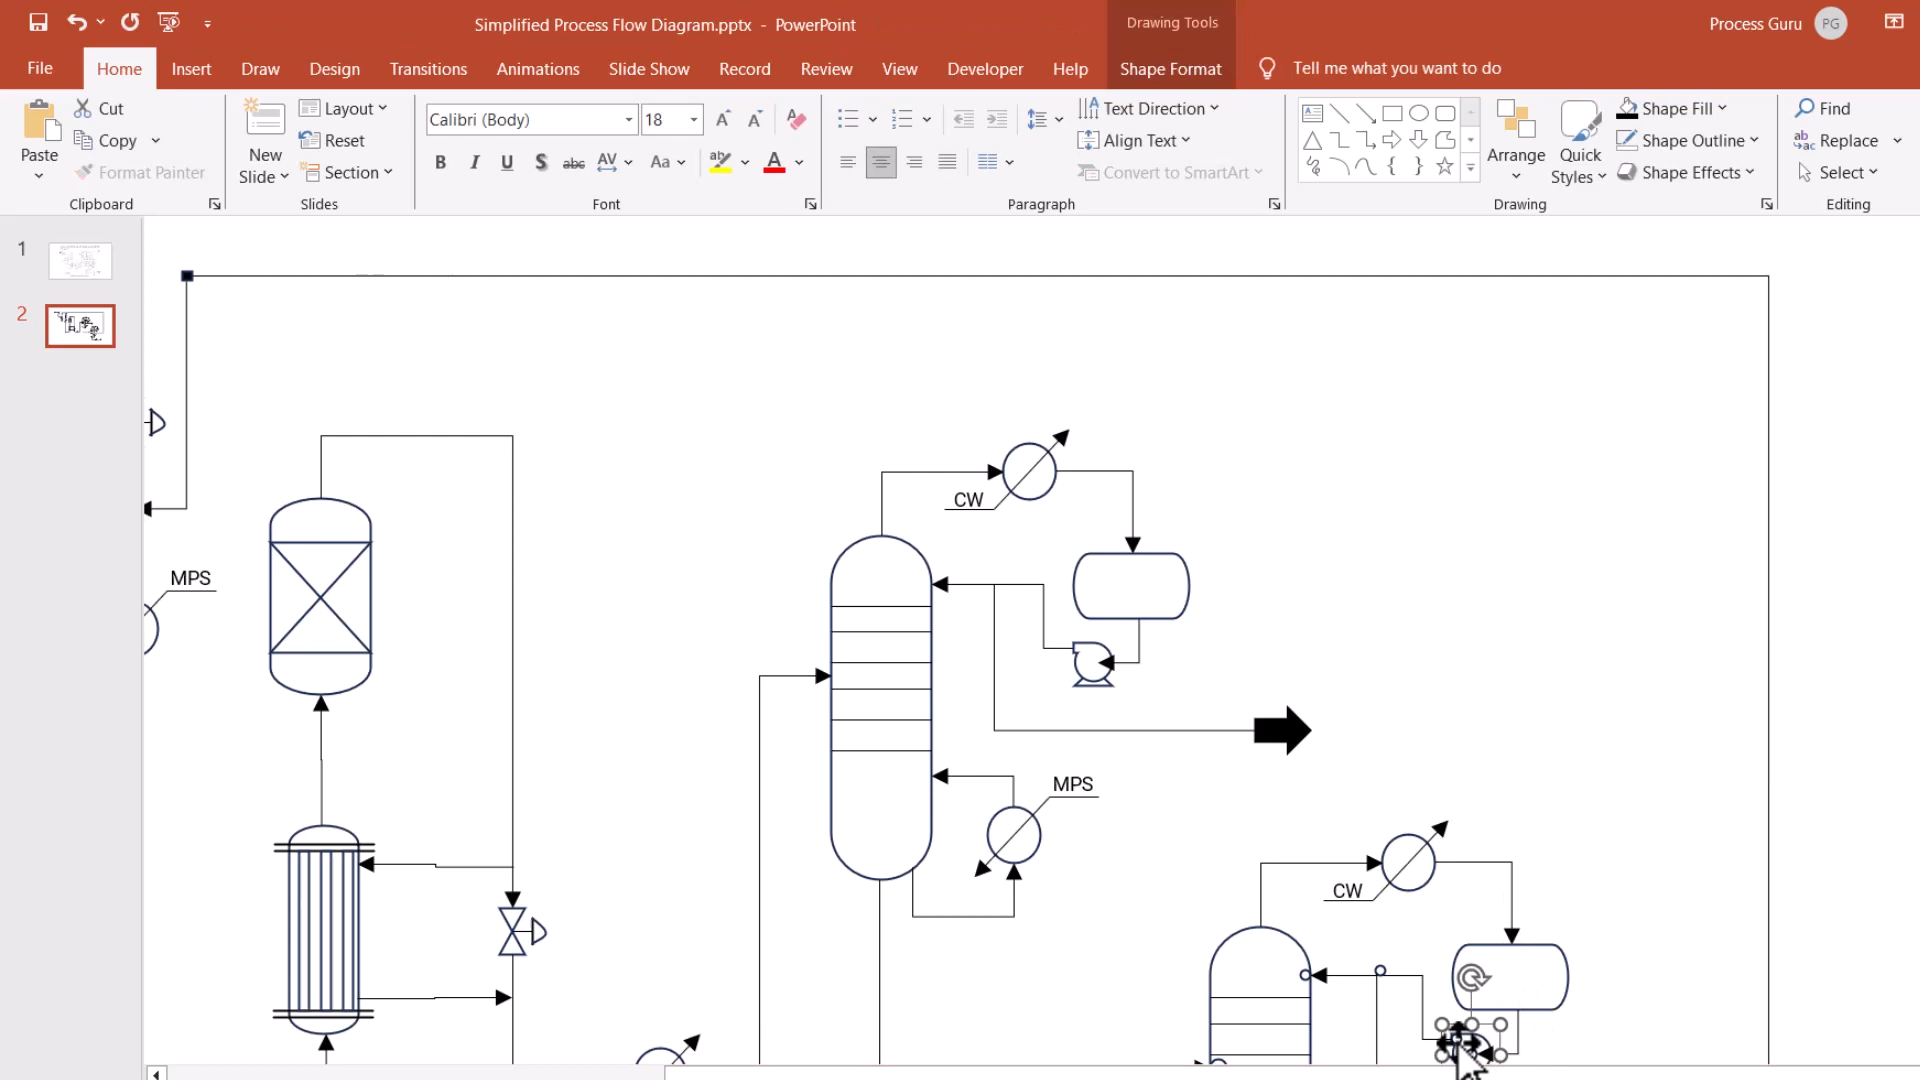 Simplified Process Flow Diagram.pptx - PowerPoint
Drawing Tools
Process Guru PG
File Home Insert Draw Design Transitions Animations Slide Show Record Review View Developer Help Shape Format Tell me what you want to do
Paste
Cut
Copy
Format Painter
Clipboard
New
Slide
Layout
Reset
Section
Slides
Calibri (Body) 18
B I U S abc AV Aa A
Font
Text Direction
Align Text
Convert to SmartArt
Paragraph
Arrange
Quick
Styles
Shape Fill
Shape Outline
Shape Effects
Drawing
Find
Replace
Select
Editing
1
2
CW
MPS
MPS
CW